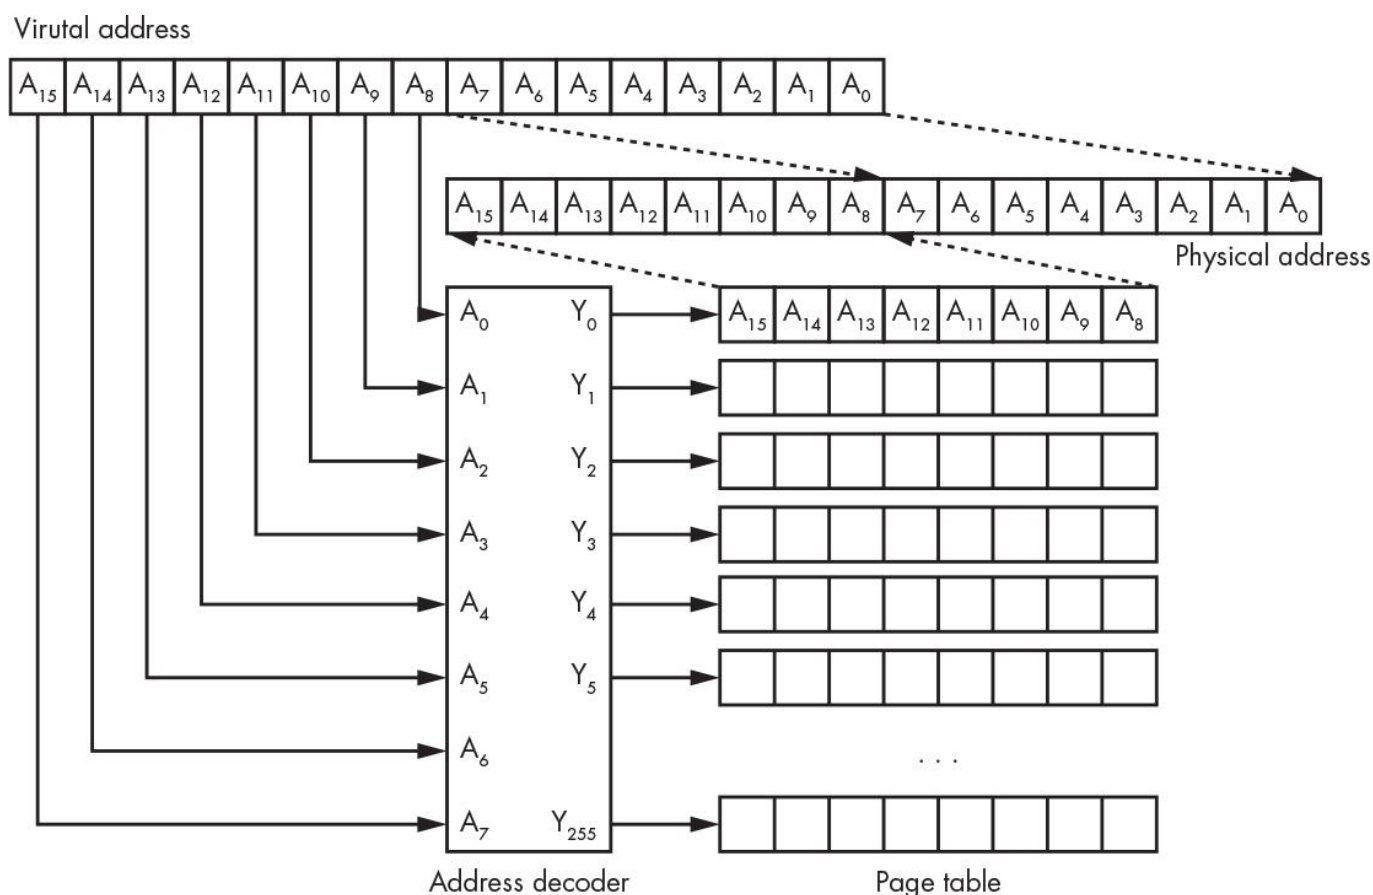 Virutal address
A₁₅ A₁₄ A₁₃ A₁₂ A₁₁ A₁₀ A₉ A₈ A₇ A₆ A₅ A₄ A₃ A₂ A₁ A₀
A₁₅ A₁₄ A₁₃ A₁₂ A₁₁ A₁₀ A₉ A₈ A₇ A₆ A₅ A₄ A₃ A₂ A₁ A₀
Physical address
A₀ Y₀ A₁₅ A₁₄ A₁₃ A₁₂ A₁₁ A₁₀ A₉ A₈
A₁ Y₁
A₂ Y₂
A₃ Y₃
A₄ Y₄
A₅ Y₅
A₆ . . .
A₇ Y₂₅₅
Address decoder Page table